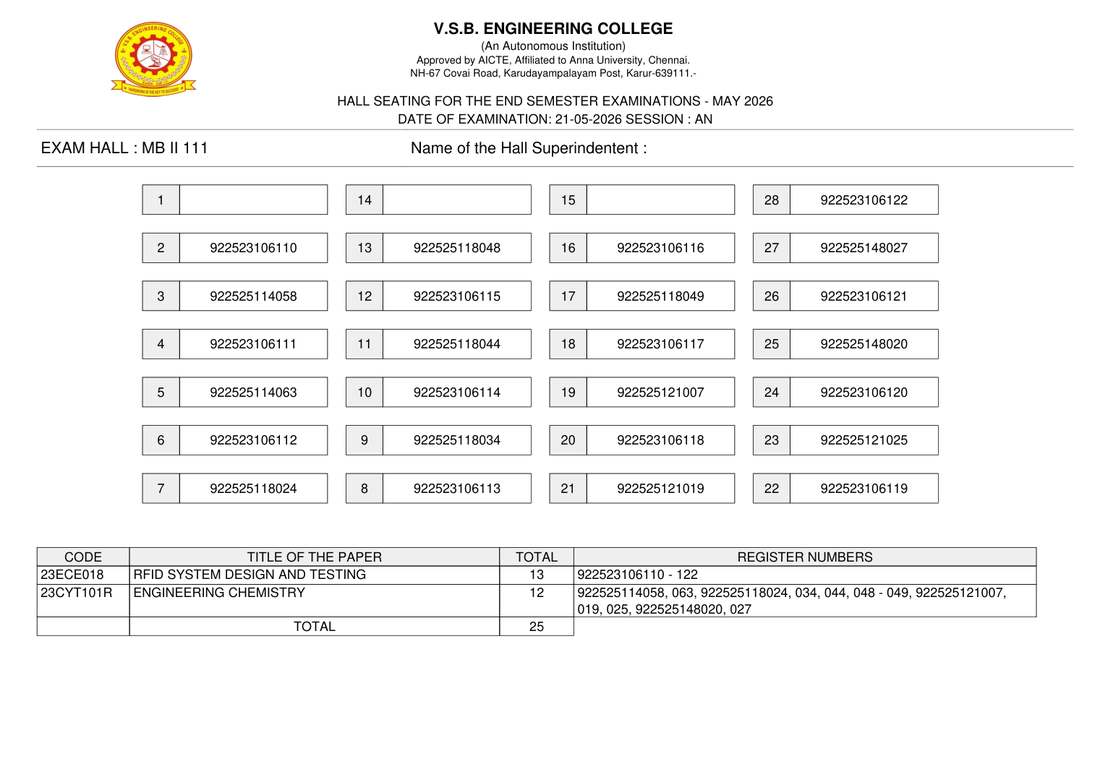 V.S.B. ENGINEERING COLLEGE
(An Autonomous Institution)
Approved by AICTE, Affiliated to Anna University, Chennai.
NH-67 Covai Road, Karudayampalayam Post, Karur-639111.-
HALL SEATING FOR THE END SEMESTER EXAMINATIONS - MAY 2026
DATE OF EXAMINATION: 21-05-2026 SESSION : AN
EXAM HALL : MB II 111 Name of the Hall Superindentent :
1 14 15 28 922523106122
2 922523106110 13 922525118048 16 922523106116 27 922525148027
3 922525114058 12 922523106115 17 922525118049 26 922523106121
4 922523106111 11 922525118044 18 922523106117 25 922525148020
5 922525114063 10 922523106114 19 922525121007 24 922523106120
6 922523106112 9 922525118034 20 922523106118 23 922525121025
7 922525118024 8 922523106113 21 922525121019 22 922523106119
CODE TITLE OF THE PAPER TOTAL REGISTER NUMBERS
23ECE018 RFID SYSTEM DESIGN AND TESTING 13 922523106110 - 122
23CYT101R ENGINEERING CHEMISTRY 12 922525114058, 063, 922525118024, 034, 044, 048 - 049, 922525121007,
019, 025, 922525148020, 027
TOTAL 25